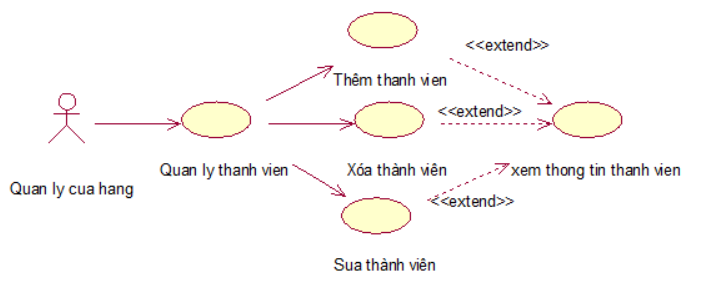 <<extend>>
Thêm thanh vien
<<extend>>
Quan ly cua hang
Quan ly thanh vien
Xóa thành viên
xem thong tin thanh vien
<<extend>>
Sua thành viên